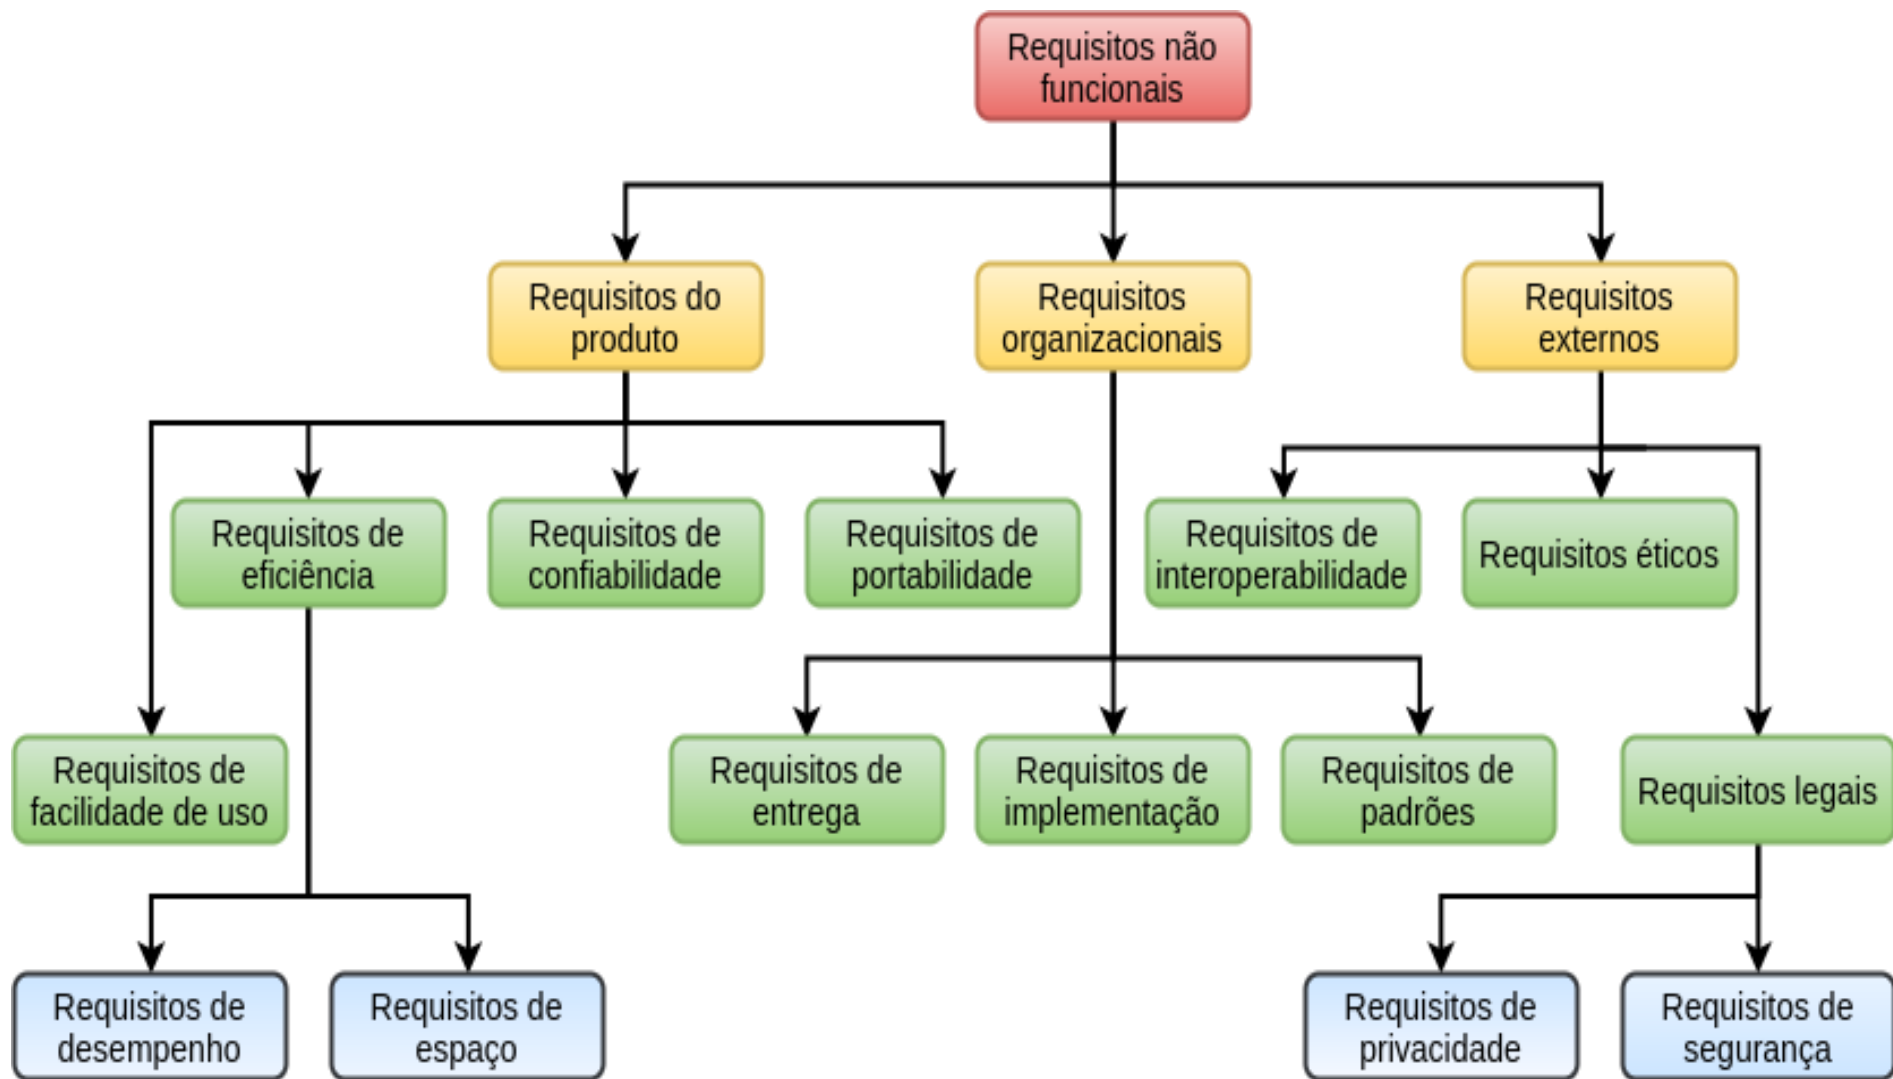 Requisitos não
funcionais
Requisitos do
produto
Requisitos
organizacionais
Requisitos
externos
Requisitos de
eficiência
Requisitos de
confiabilidade
Requisitos de
portabilidade
Requisitos de
interoperabilidade
Requisitos éticos
Requisitos de
facilidade de uso
Requisitos de
entrega
Requisitos de
implementação
Requisitos de
padrões
Requisitos legais
Requisitos de
desempenho
Requisitos de
espaço
Requisitos de
privacidade
Requisitos de
segurança